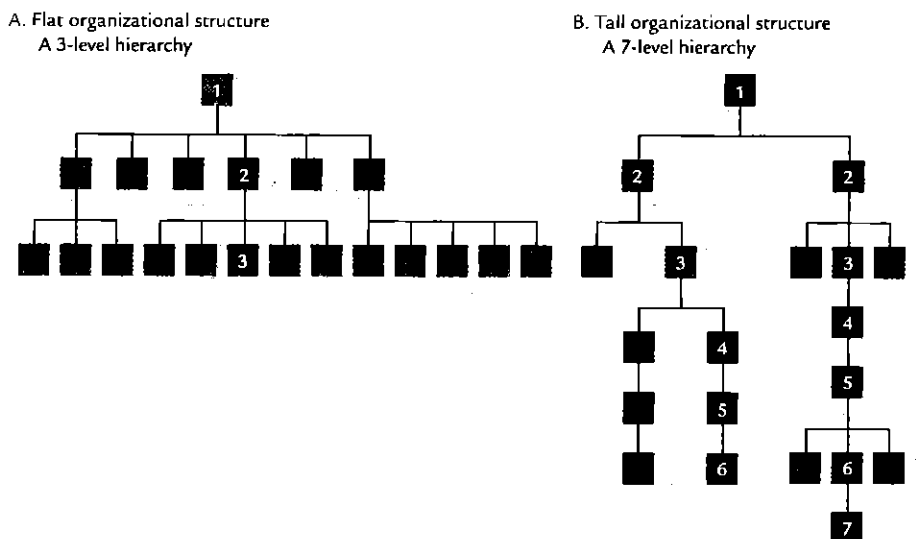 A. Flat organizational structure
A 3-level hierarchy
1
2
3
B. Tall organizational structure
A 7-level hierarchy
1
2 2
3 3
4 4
5 5
6 6
7